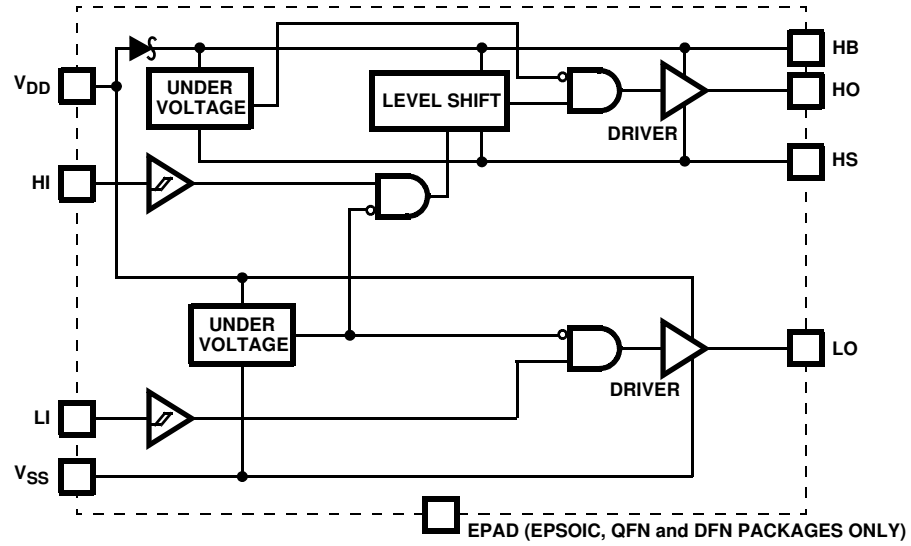 HB
VDD
UNDER
VOLTAGE
LEVEL SHIFT
HO
DRIVER
HS
HI
UNDER
VOLTAGE
LO
DRIVER
LI
VSS
EPAD (EPSOIC, QFN and DFN PACKAGES ONLY)